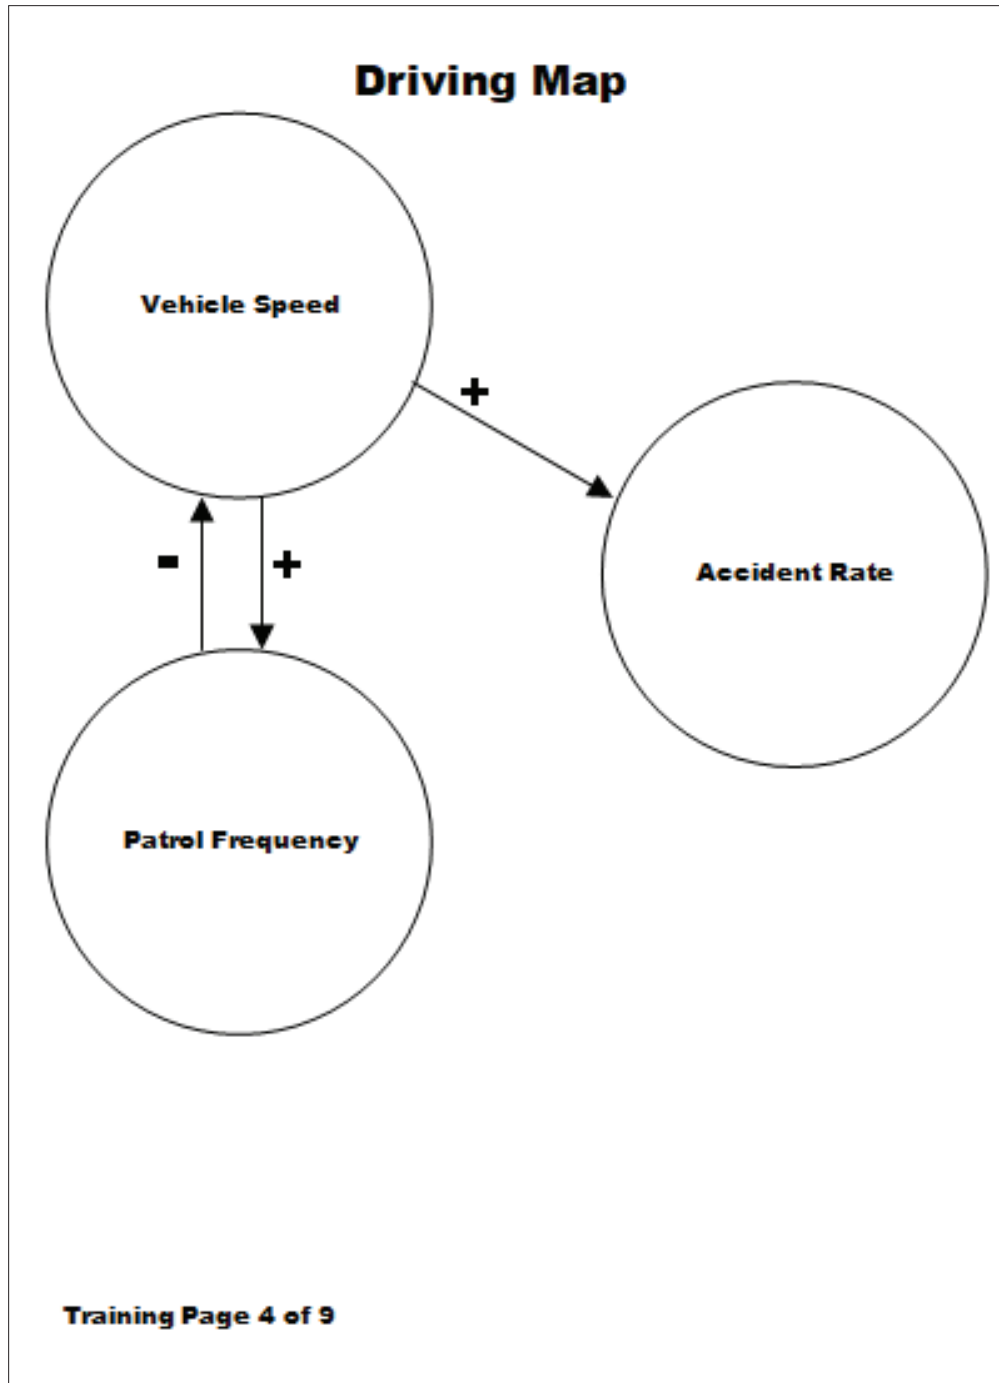 Driving Map
Vehicle Speed
+
Accident Rate
-
+
Patrol Frequency
Training Page 4 of 9